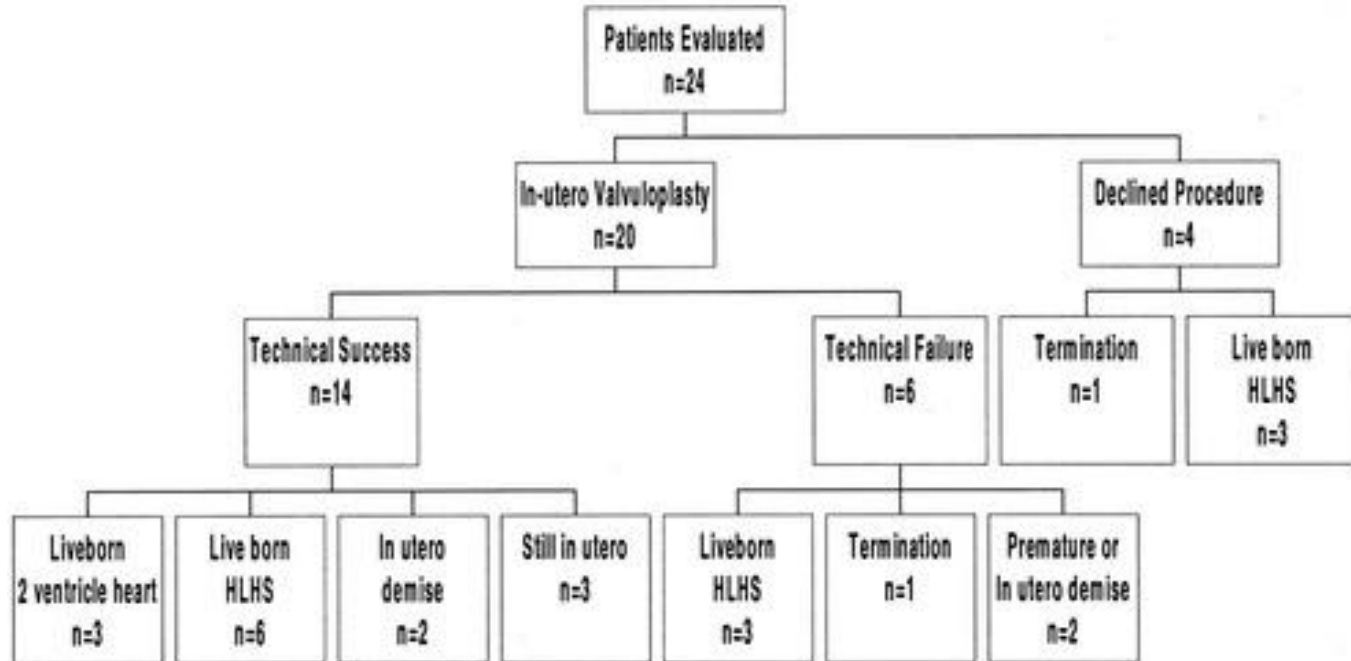 Patients Evaluated
n=24
In-utero Valvuloplasty
n=20
Declined Procedure
n=4
Technical Success
n=14
Technical Failure
n=6
Termination
n=1
Live born
HLHS
n=3
Liveborn
2 ventricle heart
n=3
Live born
HLHS
n=6
In utero
demise
n=2
Still in utero
n=3
Liveborn
HLHS
n=3
Termination
n=1
Premature or
In utero demise
n=2